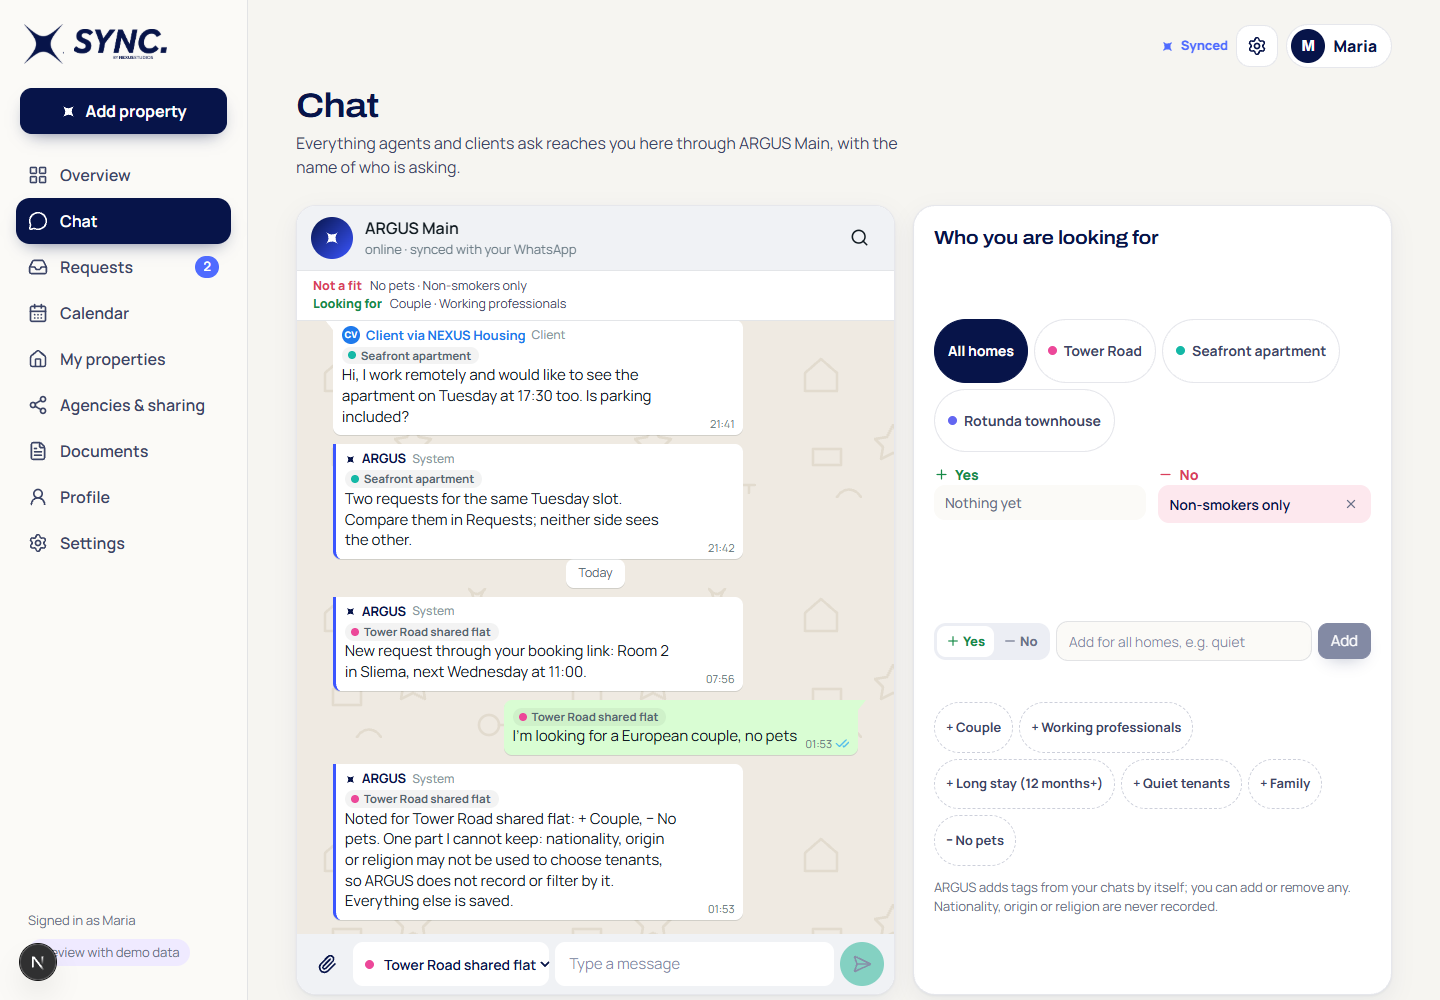 SYNC.
BY NEXUS STUDIOS
Add property
Overview
Chat
Requests 2
Calendar
My properties
Agencies & sharing
Documents
Profile
Settings
Signed in as Maria
eview with demo data
N
Synced
M Maria
Chat
Everything agents and clients ask reaches you here through ARGUS Main, with the
name of who is asking.
ARGUS Main
online · synced with your WhatsApp
Not a fit No pets · Non-smokers only
Looking for Couple · Working professionals
CV Client via NEXUS Housing Client
Seafront apartment
Hi, I work remotely and would like to see the
apartment on Tuesday at 17:30 too. Is parking
included?
21:41
ARGUS System
Seafront apartment
Two requests for the same Tuesday slot.
Compare them in Requests; neither side sees
the other.
21:42
Today
ARGUS System
Tower Road shared flat
New request through your booking link: Room 2
in Sliema, next Wednesday at 11:00.
07:56
Tower Road shared flat
I'm looking for a European couple, no pets 01:53
ARGUS System
Tower Road shared flat
Noted for Tower Road shared flat: + Couple, − No
pets. One part I cannot keep: nationality, origin
or religion may not be used to choose tenants,
so ARGUS does not record or filter by it.
Everything else is saved.
01:53
Tower Road shared flat
Type a message
Who you are looking for
All homes
Tower Road
Seafront apartment
Rotunda townhouse
+ Yes
Nothing yet
− No
Non-smokers only ×
+ Yes − No
Add for all homes, e.g. quiet
Add
+ Couple
+ Working professionals
+ Long stay (12 months+)
+ Quiet tenants
+ Family
− No pets
ARGUS adds tags from your chats by itself; you can add or remove any.
Nationality, origin or religion are never recorded.